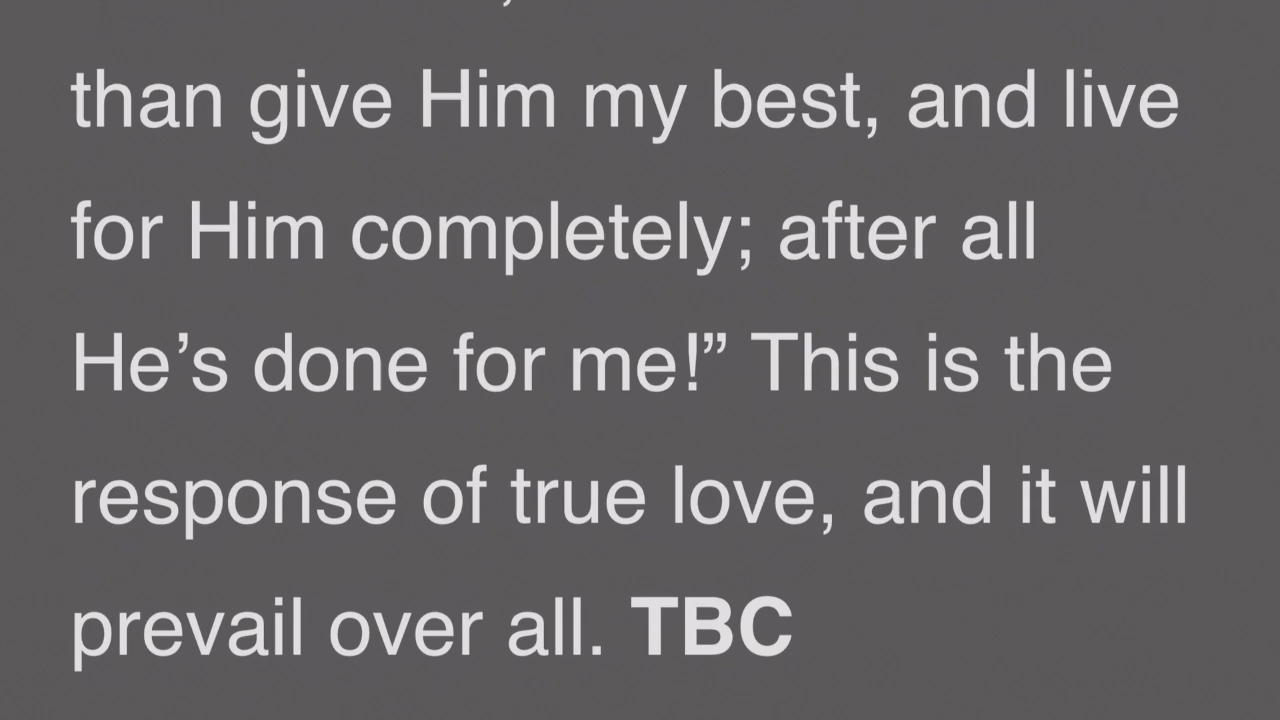 than give Him my best, and live
for Him completely; after all
He’s done for me!” This is the
response of true love, and it will
prevail over all. TBC